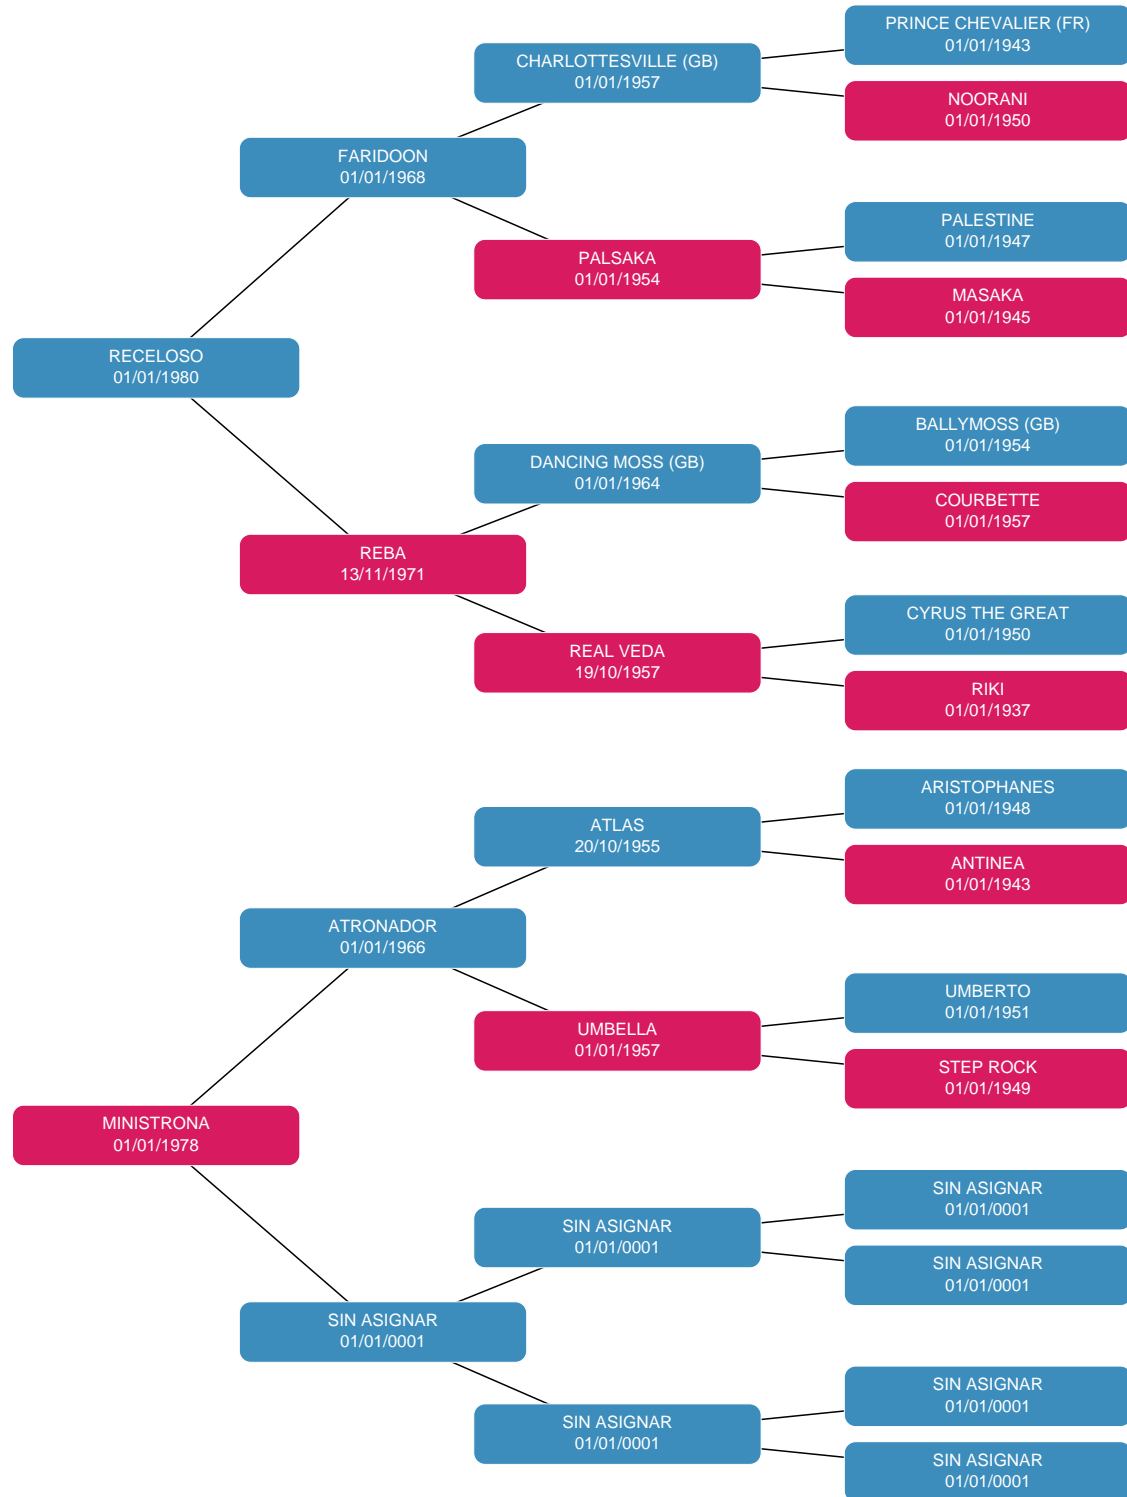 PRINCE CHEVALIER (FR)
01/01/1943
CHARLOTTESVILLE (GB)
01/01/1957
NOORANI
01/01/1950
FARIDOON
01/01/1968
PALESTINE
01/01/1947
PALSAKA
01/01/1954
MASAKA
01/01/1945
RECELOSO
01/01/1980
BALLYMOSS (GB)
01/01/1954
DANCING MOSS (GB)
01/01/1964
COURBETTE
01/01/1957
REBA
13/11/1971
CYRUS THE GREAT
01/01/1950
REAL VEDA
19/10/1957
RIKI
01/01/1937
ARISTOPHANES
01/01/1948
ATLAS
20/10/1955
ANTINEA
01/01/1943
ATRONADOR
01/01/1966
UMBERTO
01/01/1951
UMBELLA
01/01/1957
STEP ROCK
01/01/1949
MINISTRONA
01/01/1978
SIN ASIGNAR
01/01/0001
SIN ASIGNAR
01/01/0001
SIN ASIGNAR
01/01/0001
SIN ASIGNAR
01/01/0001
SIN ASIGNAR
01/01/0001
SIN ASIGNAR
01/01/0001
SIN ASIGNAR
01/01/0001